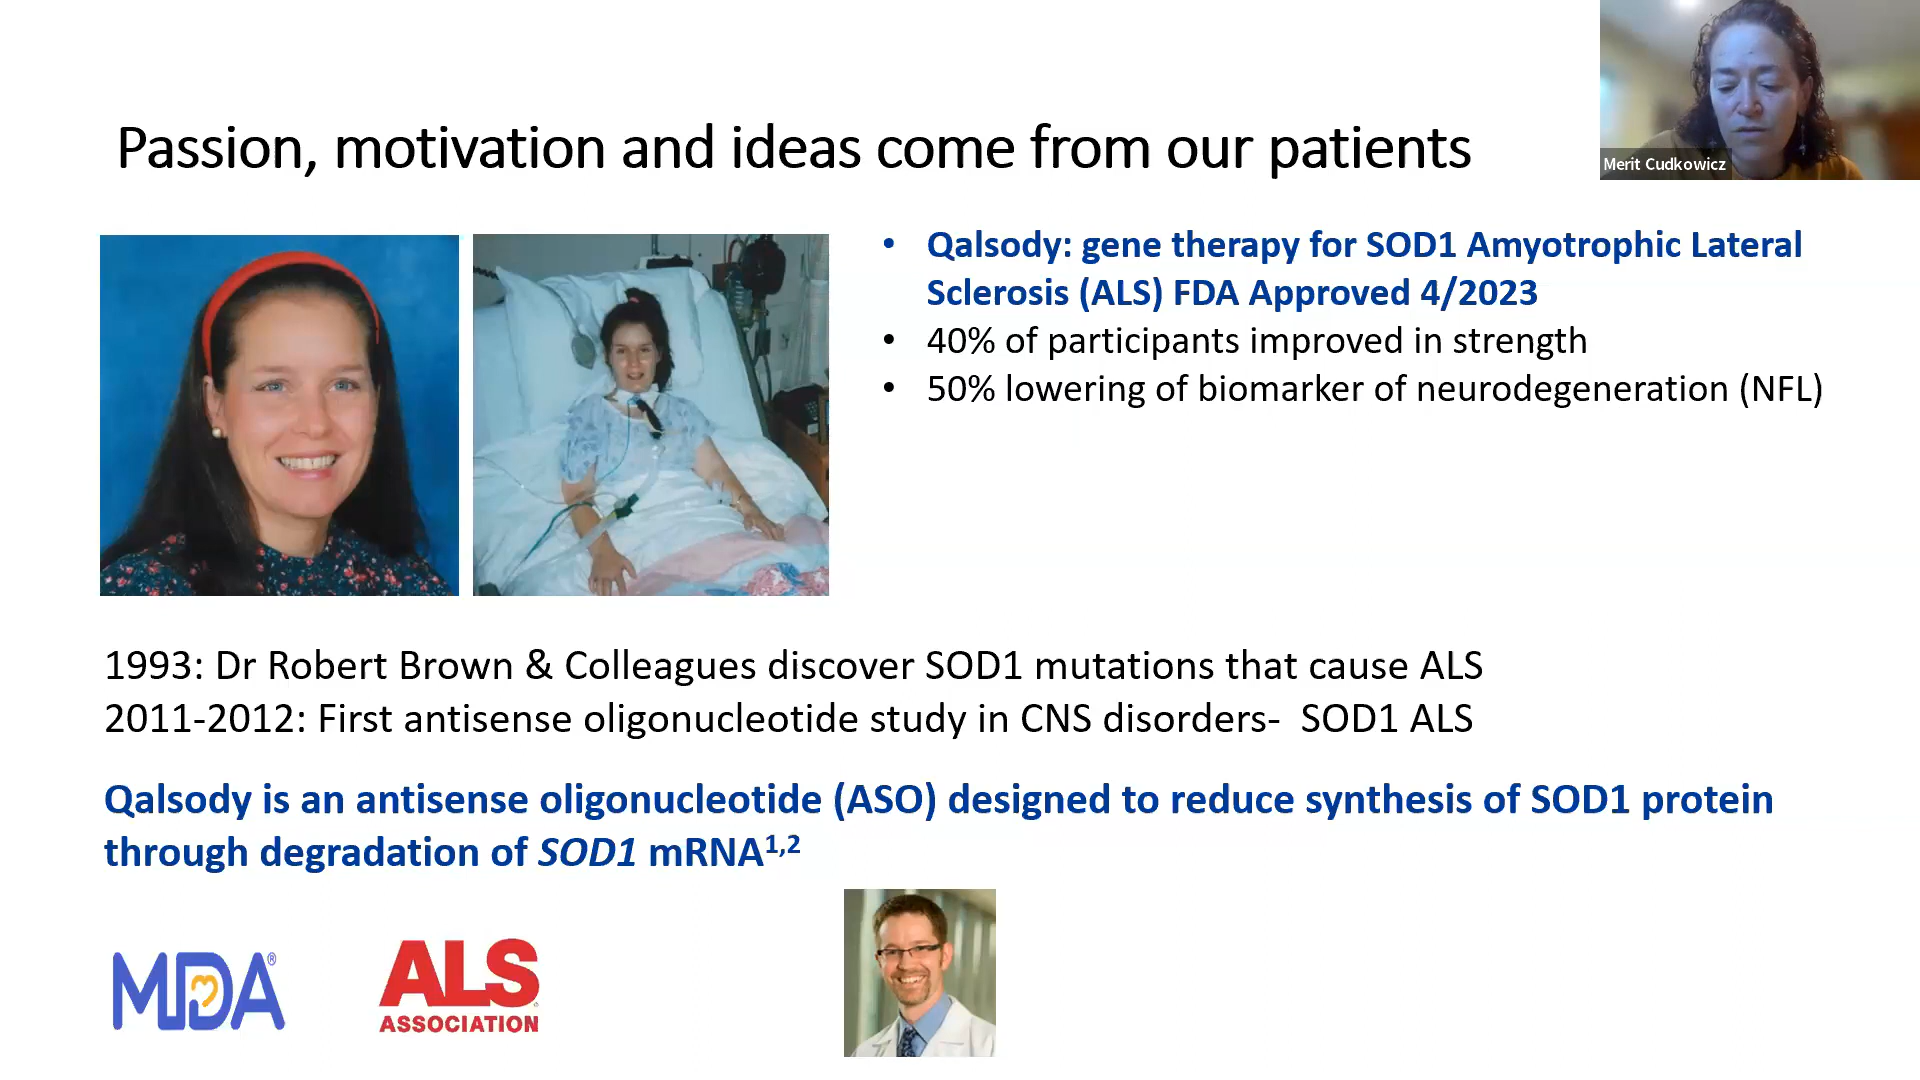 Passion, motivation and ideas come from our patients
Merit Cudkowicz
• Qalsody: gene therapy for SOD1 Amyotrophic Lateral
Sclerosis (ALS) FDA Approved 4/2023
• 40% of participants improved in strength
• 50% lowering of biomarker of neurodegeneration (NFL)
1993: Dr Robert Brown & Colleagues discover SOD1 mutations that cause ALS
2011-2012: First antisense oligonucleotide study in CNS disorders- SOD1 ALS
Qalsody is an antisense oligonucleotide (ASO) designed to reduce synthesis of SOD1 protein
through degradation of SOD1 mRNA1,2
MDA®
ALS
ASSOCIATION